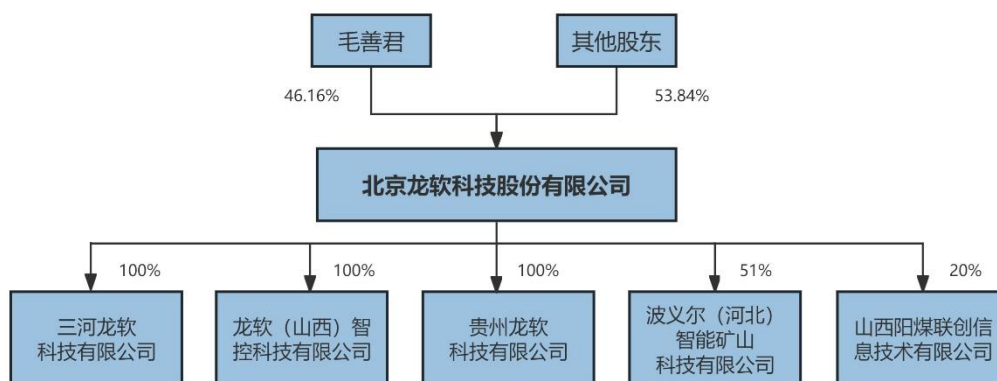 毛善君
其他股东
46.16%
53.84%
北京龙软科技股份有限公司
100%
100%
100%
51%
20%
三河龙软
科技有限公司
龙软（山西）智
控科技有限公司
贵州龙软
科技有限公司
波义尔（河北）
智能矿山
科技有限公司
山西阳煤联创信
息技术有限公司